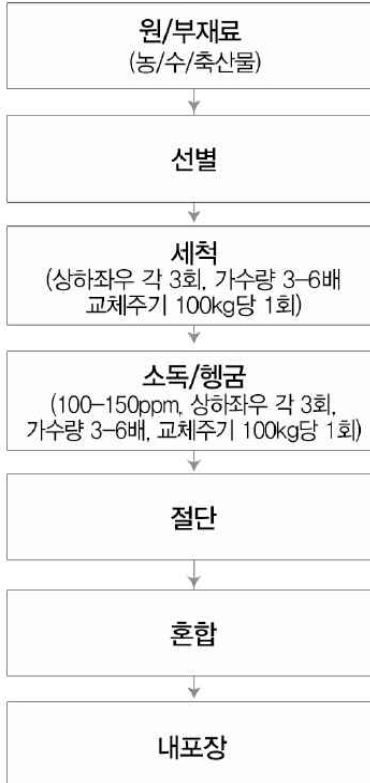 원/부재료
(농/수/축산물)
선별
세척
(상하좌우 각 3회, 가수량 3-6배
교체주기 100kg당 1회)
소독/헹굼
(100-150ppm, 상하좌우 각 3회,
가수량 3-6배, 교체주기 100kg당 1회)
절단
혼합
내포장